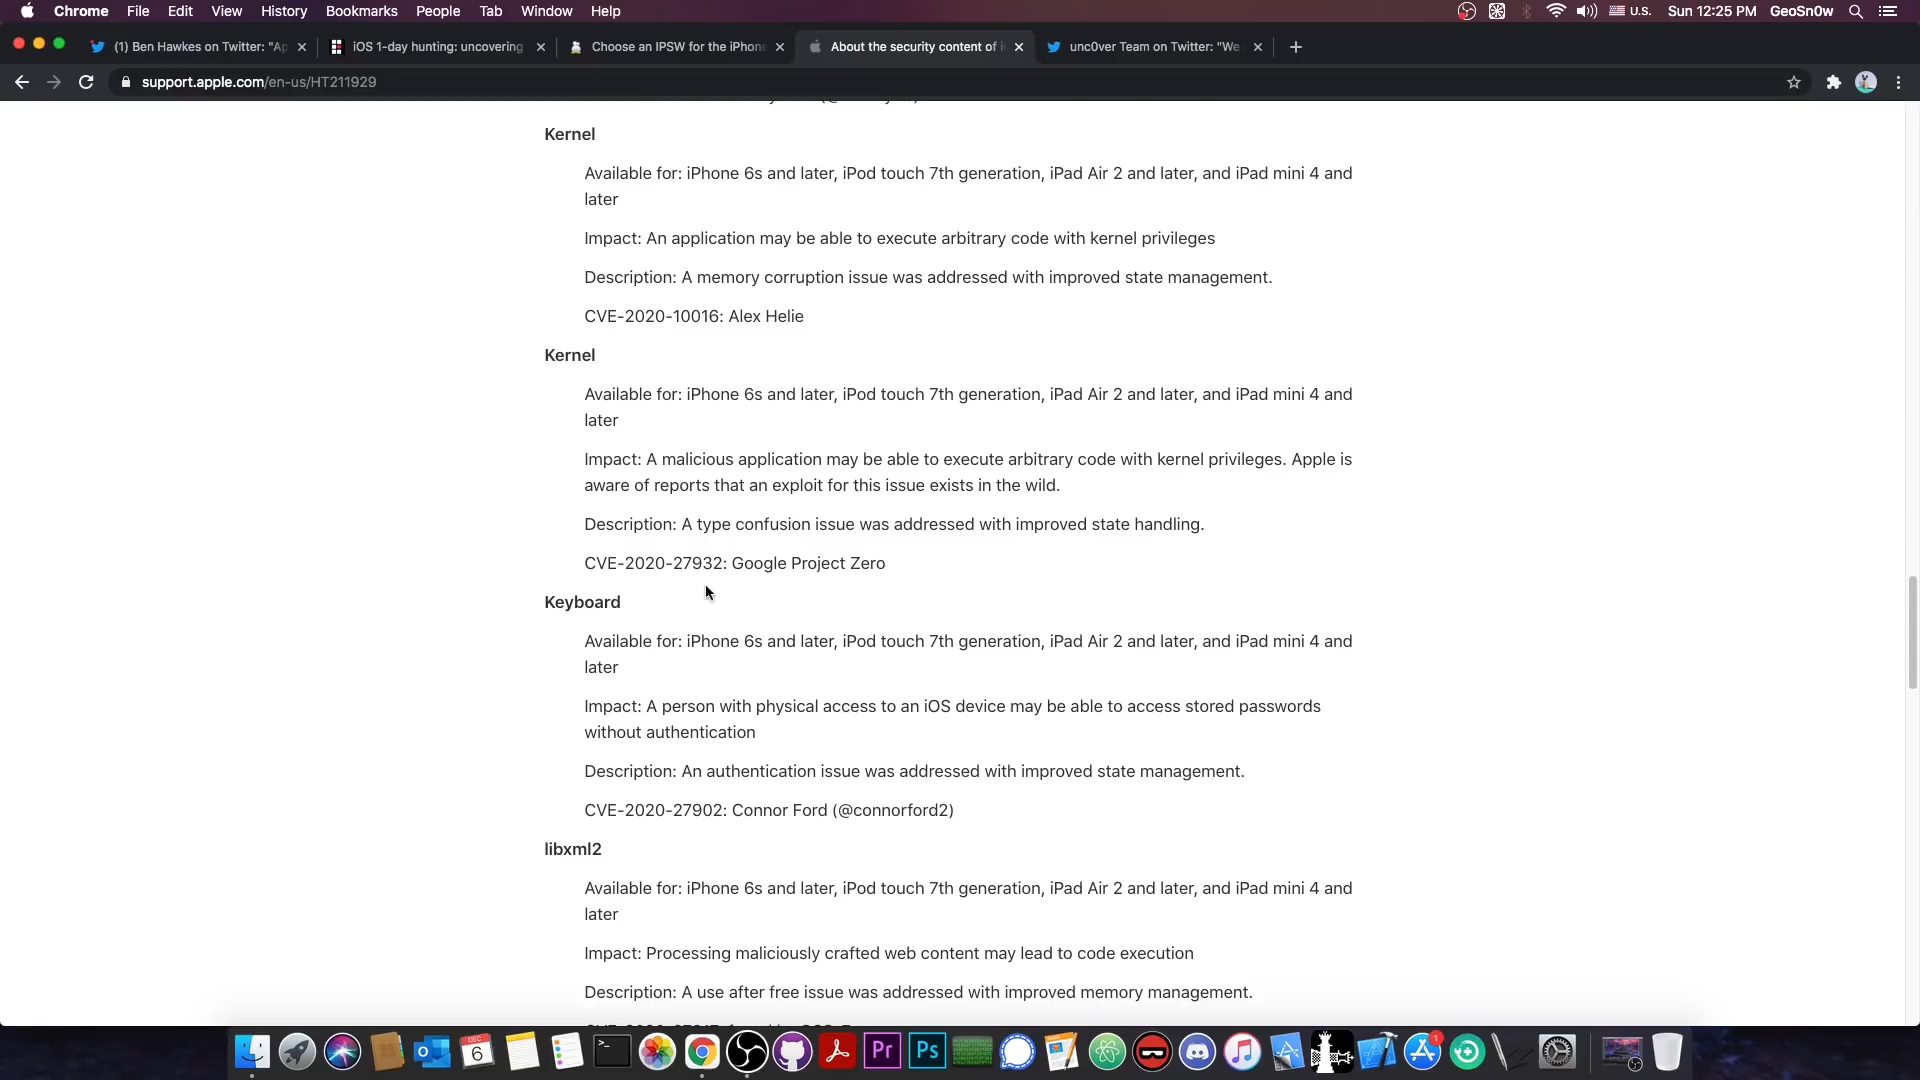 Chrome File Edit View History Bookmarks People Tab Window Help U.S. Sun 12:25 PM GeoSn0w
(1) Ben Hawkes on Twitter: "Ap
iOS 1-day hunting: uncovering
Choose an IPSW for the iPhone
About the security content of i
unc0ver Team on Twitter: "We
support.apple.com/en-us/HT211929
Kernel
Available for: iPhone 6s and later, iPod touch 7th generation, iPad Air 2 and later, and iPad mini 4 and
later
Impact: An application may be able to execute arbitrary code with kernel privileges
Description: A memory corruption issue was addressed with improved state management.
CVE-2020-10016: Alex Helie
Kernel
Available for: iPhone 6s and later, iPod touch 7th generation, iPad Air 2 and later, and iPad mini 4 and
later
Impact: A malicious application may be able to execute arbitrary code with kernel privileges. Apple is
aware of reports that an exploit for this issue exists in the wild.
Description: A type confusion issue was addressed with improved state handling.
CVE-2020-27932: Google Project Zero
Keyboard
Available for: iPhone 6s and later, iPod touch 7th generation, iPad Air 2 and later, and iPad mini 4 and
later
Impact: A person with physical access to an iOS device may be able to access stored passwords
without authentication
Description: An authentication issue was addressed with improved state management.
CVE-2020-27902: Connor Ford (@connorford2)
libxml2
Available for: iPhone 6s and later, iPod touch 7th generation, iPad Air 2 and later, and iPad mini 4 and
later
Impact: Processing maliciously crafted web content may lead to code execution
Description: A use after free issue was addressed with improved memory management.
DEC
6
Pr
Ps
1